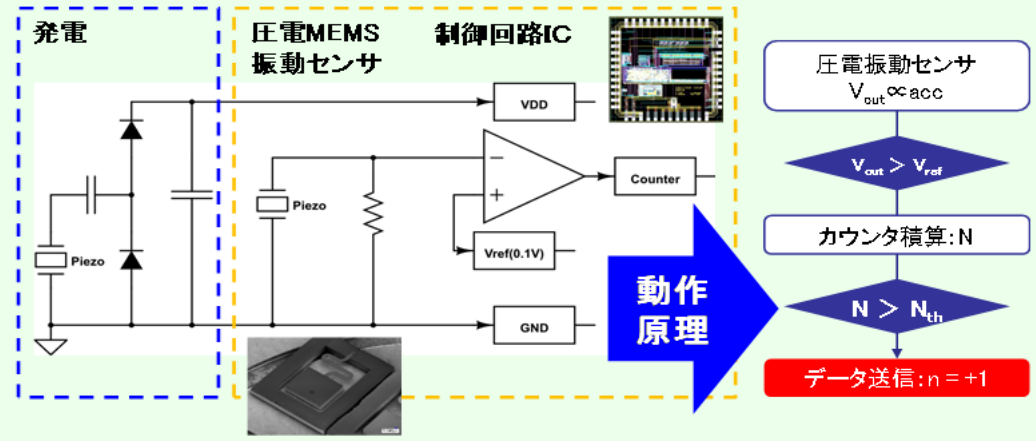 発電
圧電MEMS
振動センサ
制御回路IC
VDD
Piezo
Piezo
Counter
Vref(0.1V)
GND
動作
原理
圧電振動センサ
Vout∝acc
Vout > Vref
カウンタ積算:N
N > Nth
データ送信:n=+1